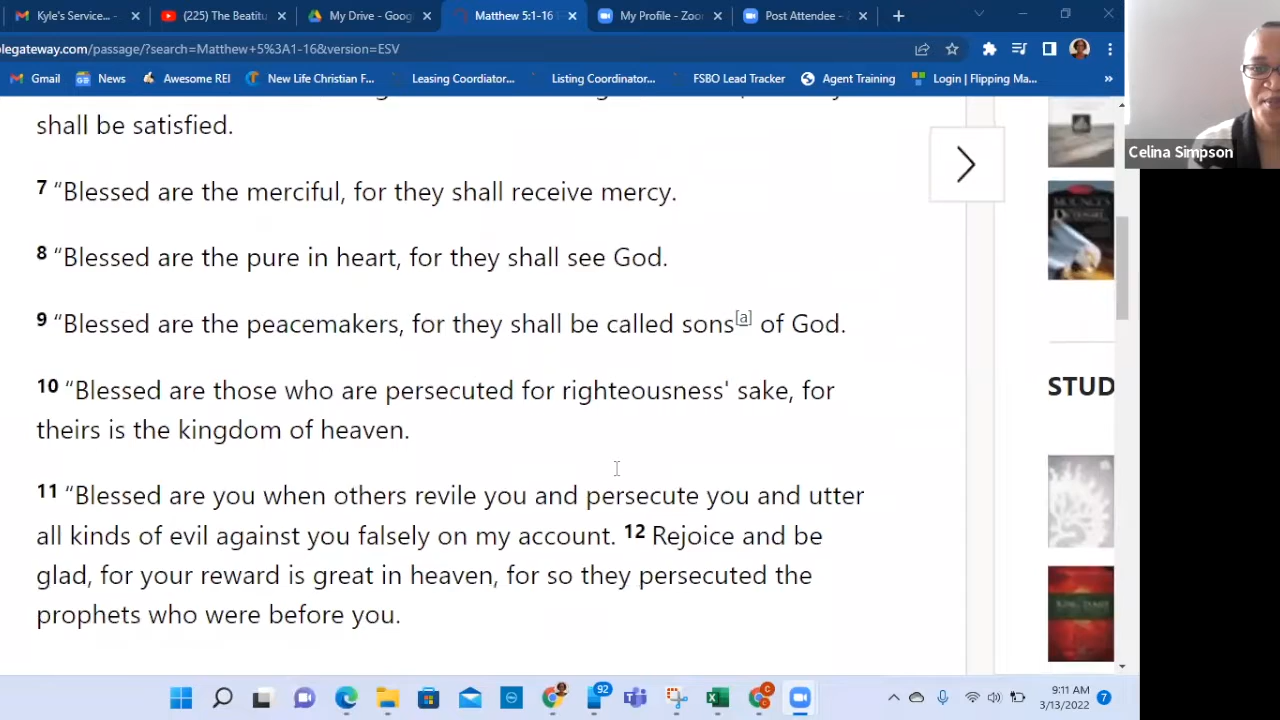 Kyle's Service... -
(225) The Beatitu
My Drive - Goog
Matthew 5:1-16
My Profile - Zoo
Post Attendee -
legateway.com/passage/?search=Matthew+5%3A1-16&version=ESV
Gmail
News
Awesome REI
New Life Christian F...
Leasing Coordiator...
Listing Coordinator...
FSBO Lead Tracker
Agent Training
Login | Flipping Ma...
»
shall be satisfied.
7 “Blessed are the merciful, for they shall receive mercy.
8 “Blessed are the pure in heart, for they shall see God.
9 “Blessed are the peacemakers, for they shall be called sons[a] of God.
10 “Blessed are those who are persecuted for righteousness' sake, for
theirs is the kingdom of heaven.
11 “Blessed are you when others revile you and persecute you and utter
all kinds of evil against you falsely on my account. 12 Rejoice and be
glad, for your reward is great in heaven, for so they persecuted the
prophets who were before you.
Celina Simpson
STUD
92
9:11 AM
3/13/2022
7